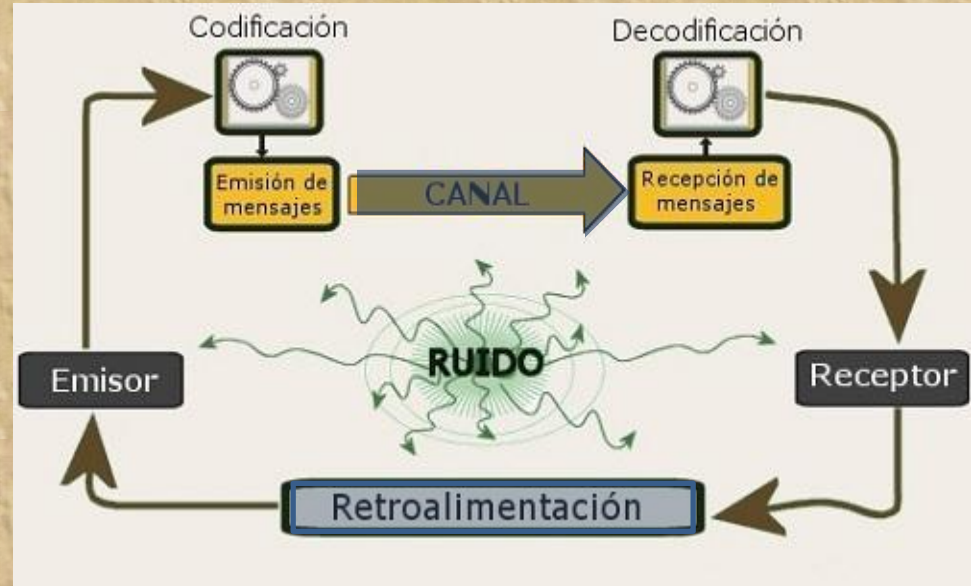 Codificación
Decodificación
Emisión de
mensajes
CANAL
Recepción de
mensajes
RUIDO
Emisor
Receptor
Retroalimentación